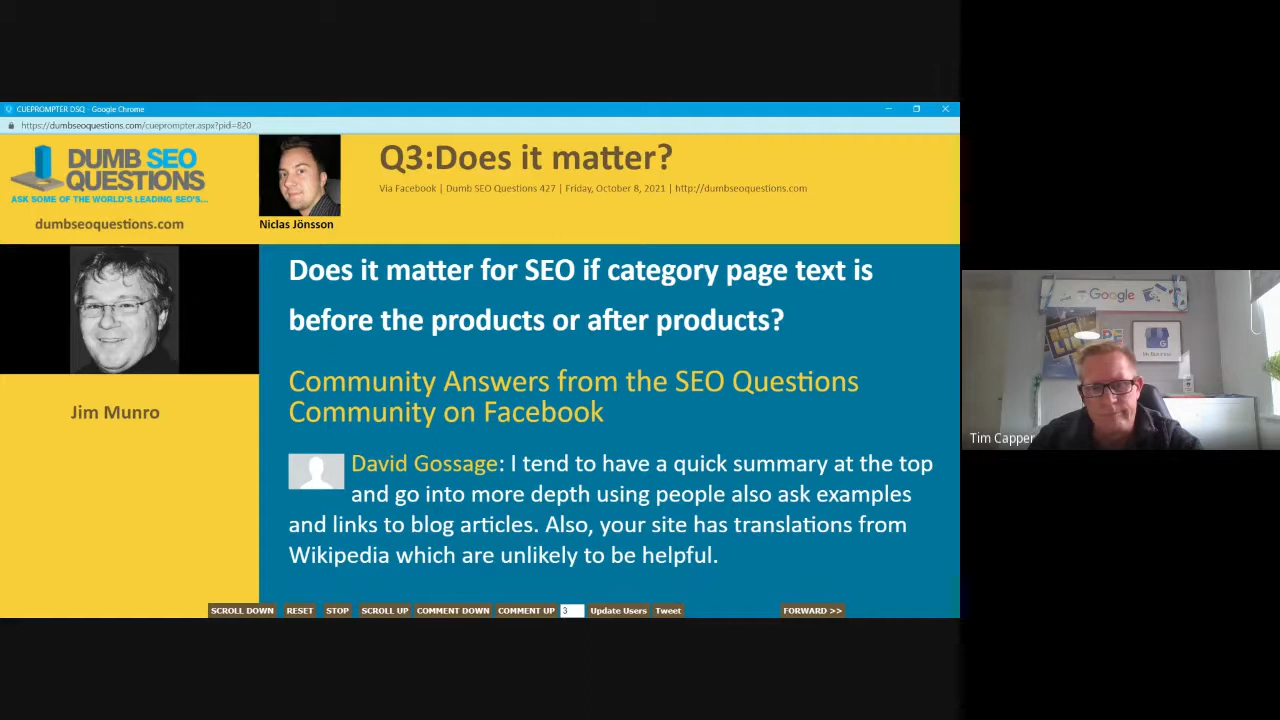 CUEPROMPTER DSQ - Google Chrome
https://dumbseoquestions.com/cueprompter.aspx?pid=820
DUMB SEO
QUESTIONS
ASK SOME OF THE WORLD'S LEADING SEO'S...
dumbseoquestions.com
Niclas Jönsson
Q3:Does it matter?
Via Facebook | Dumb SEO Questions 427 | Friday, October 8, 2021 | http://dumbseoquestions.com
Jim Munro
Does it matter for SEO if category page text is
before the products or after products?
Community Answers from the SEO Questions
Community on Facebook
David Gossage: I tend to have a quick summary at the top
and go into more depth using people also ask examples
and links to blog articles. Also, your site has translations from
Wikipedia which are unlikely to be helpful.
SCROLL DOWN RESET STOP SCROLL UP COMMENT DOWN COMMENT UP 3 Update Users Tweet FORWARD >>
Google
My Business
Tim Capper